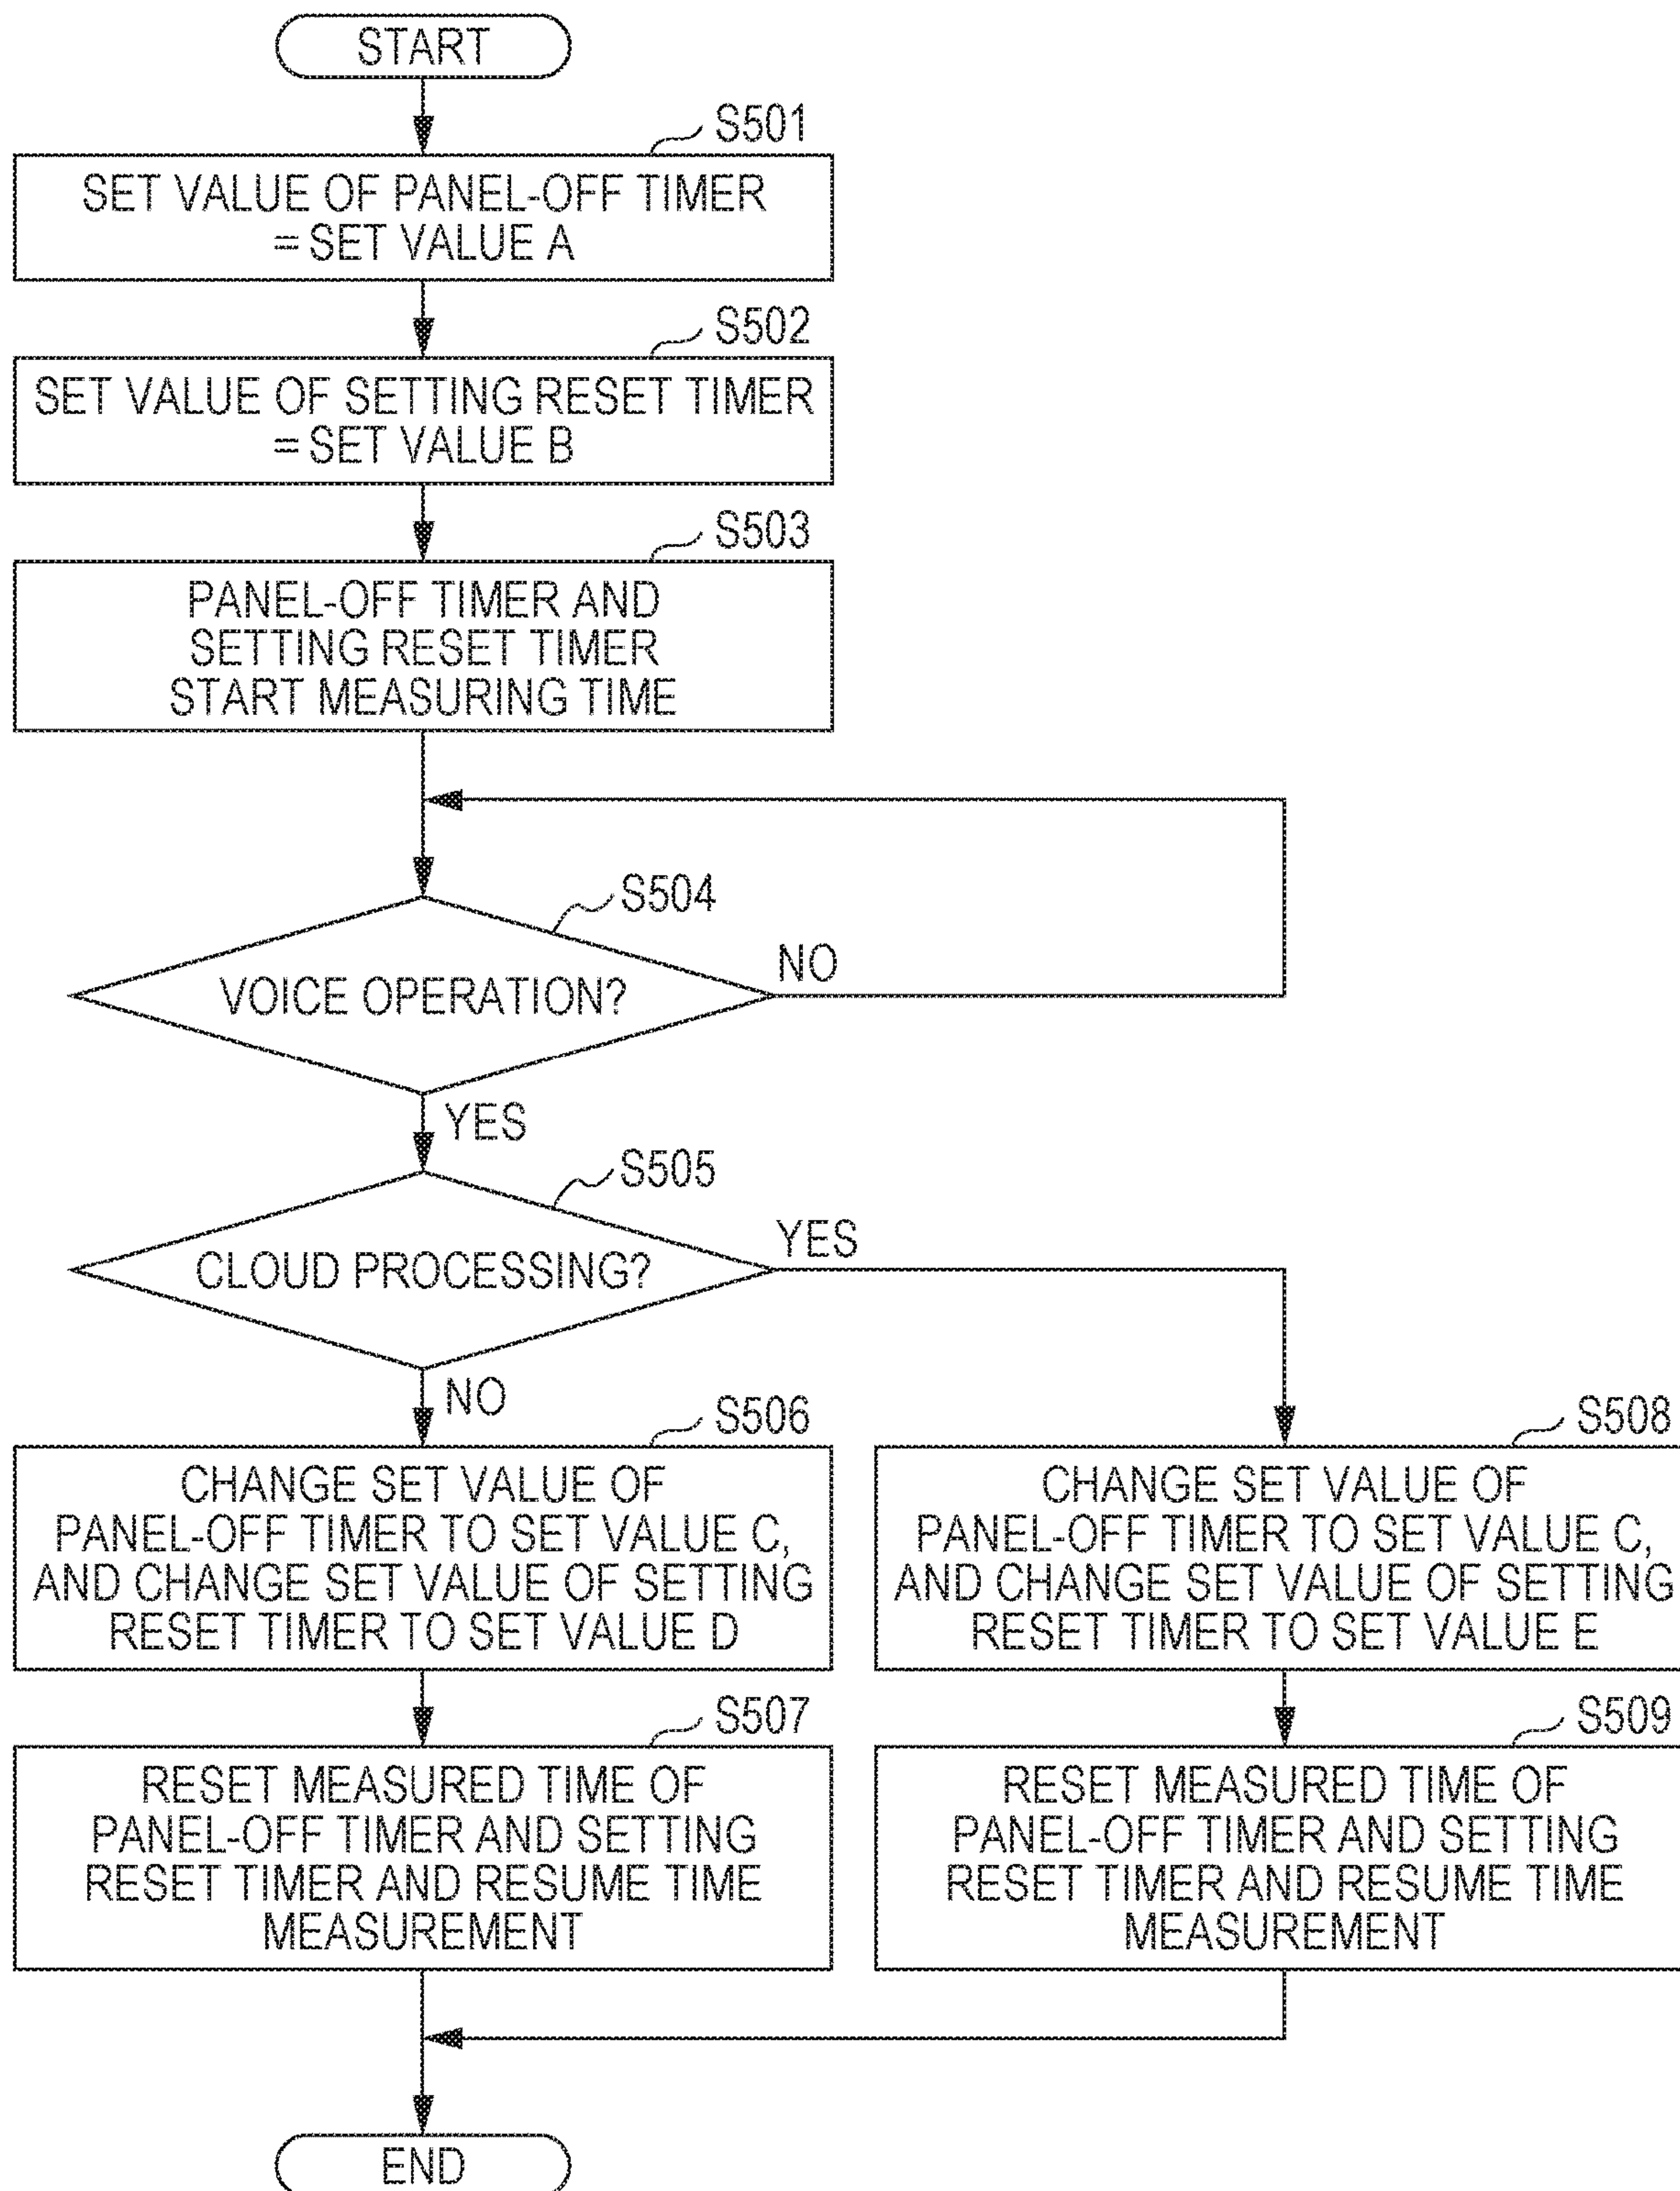 START
S501
SET VALUE OF PANEL-OFF TIMER
= SET VALUE A
S502
SET VALUE OF SETTING RESET TIMER
= SET VALUE B
S503
PANEL-OFF TIMER AND
SETTING RESET TIMER
START MEASURING TIME
S504
VOICE OPERATION?
NO
YES
S505
CLOUD PROCESSING?
YES
NO
S506
CHANGE SET VALUE OF
PANEL-OFF TIMER TO SET VALUE C,
AND CHANGE SET VALUE OF SETTING
RESET TIMER TO SET VALUE D
S508
CHANGE SET VALUE OF
PANEL-OFF TIMER TO SET VALUE C,
AND CHANGE SET VALUE OF SETTING
RESET TIMER TO SET VALUE E
S507
RESET MEASURED TIME OF
PANEL-OFF TIMER AND SETTING
RESET TIMER AND RESUME TIME
MEASUREMENT
S509
RESET MEASURED TIME OF
PANEL-OFF TIMER AND SETTING
RESET TIMER AND RESUME TIME
MEASUREMENT
END